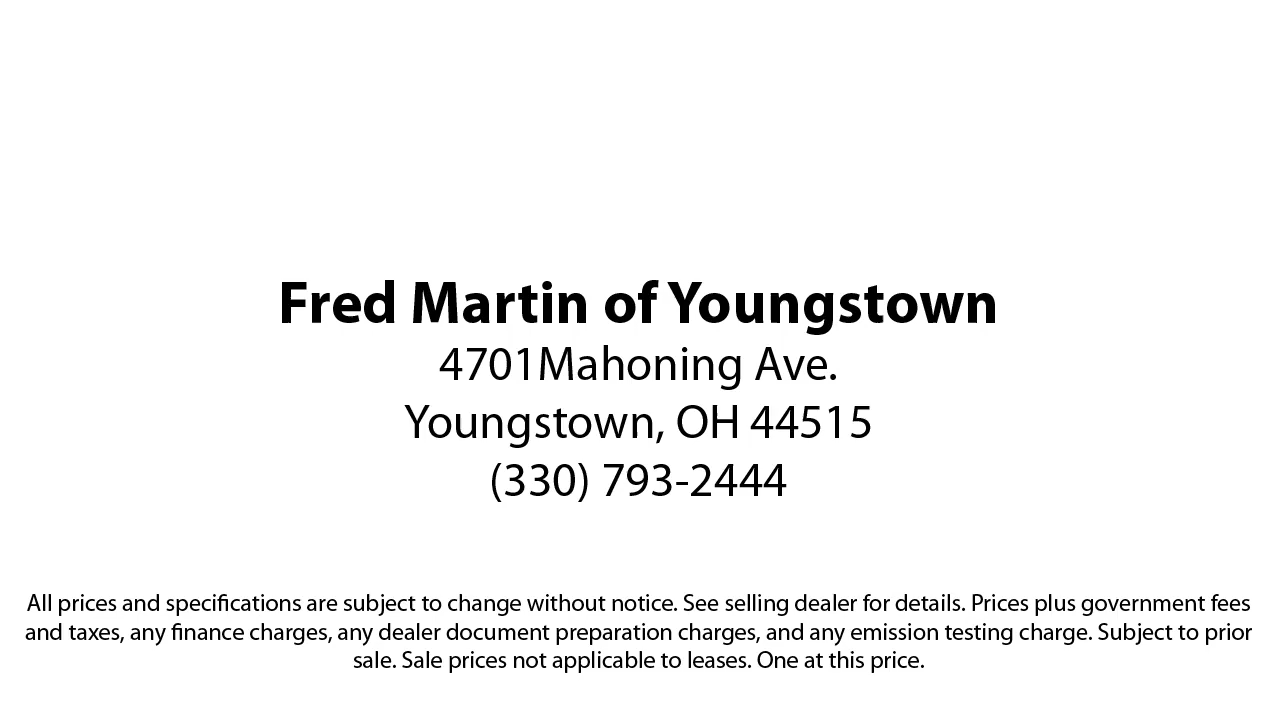 Fred Martin of Youngstown
4701Mahoning Ave.
Youngstown, OH 44515
(330) 793-2444
All prices and specifications are subject to change without notice. See selling dealer for details. Prices plus government fees
and taxes, any finance charges, any dealer document preparation charges, and any emission testing charge. Subject to prior
sale. Sale prices not applicable to leases. One at this price.